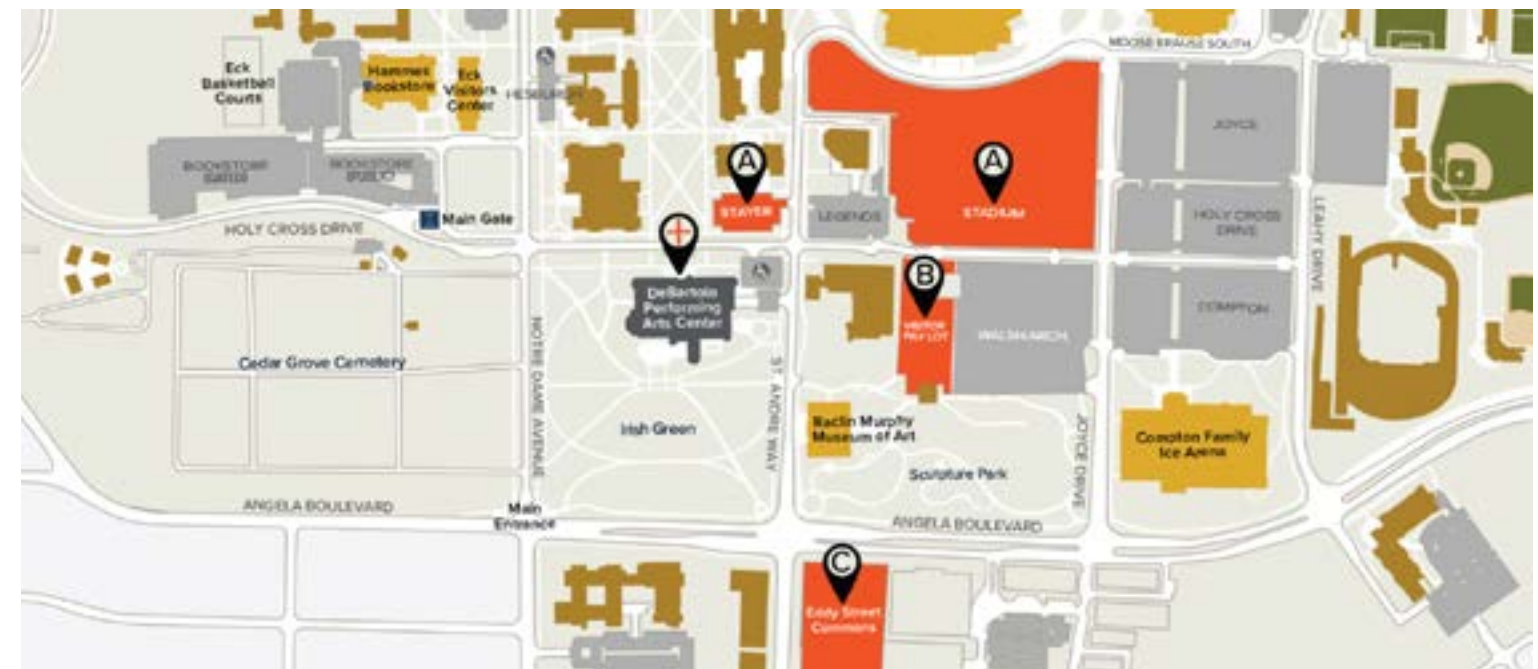 MOOSE KRAUSE SOUTH
Eck
Basketball
Courts
Hammes
Bookstore
Eck
Visitors
Center
HESBURGH
JOYCE
BOOKSTORE
BOOKSTORE
PUBLIC
A
STAYER
A
STADIUM
LEGENDS
HOLY CROSS
DRIVE
Main Gate
HOLY CROSS DRIVE
LEAHY DRIVE
B
VISITOR
PAY LOT
DeBartolo
Performing
Arts Center
COMPTON
Cedar Grove Cemetery
NOTRE DAME AVENUE
ST. ANDRE WAY
Irish Green
Raclin Murphy
Museum of Art
Sculpture Park
JOYCE DRIVE
Compton Family
Ice Arena
ANGELA BOULEVARD
Main
Entrance
ANGELA BOULEVARD
C
Eddy Street
Commons